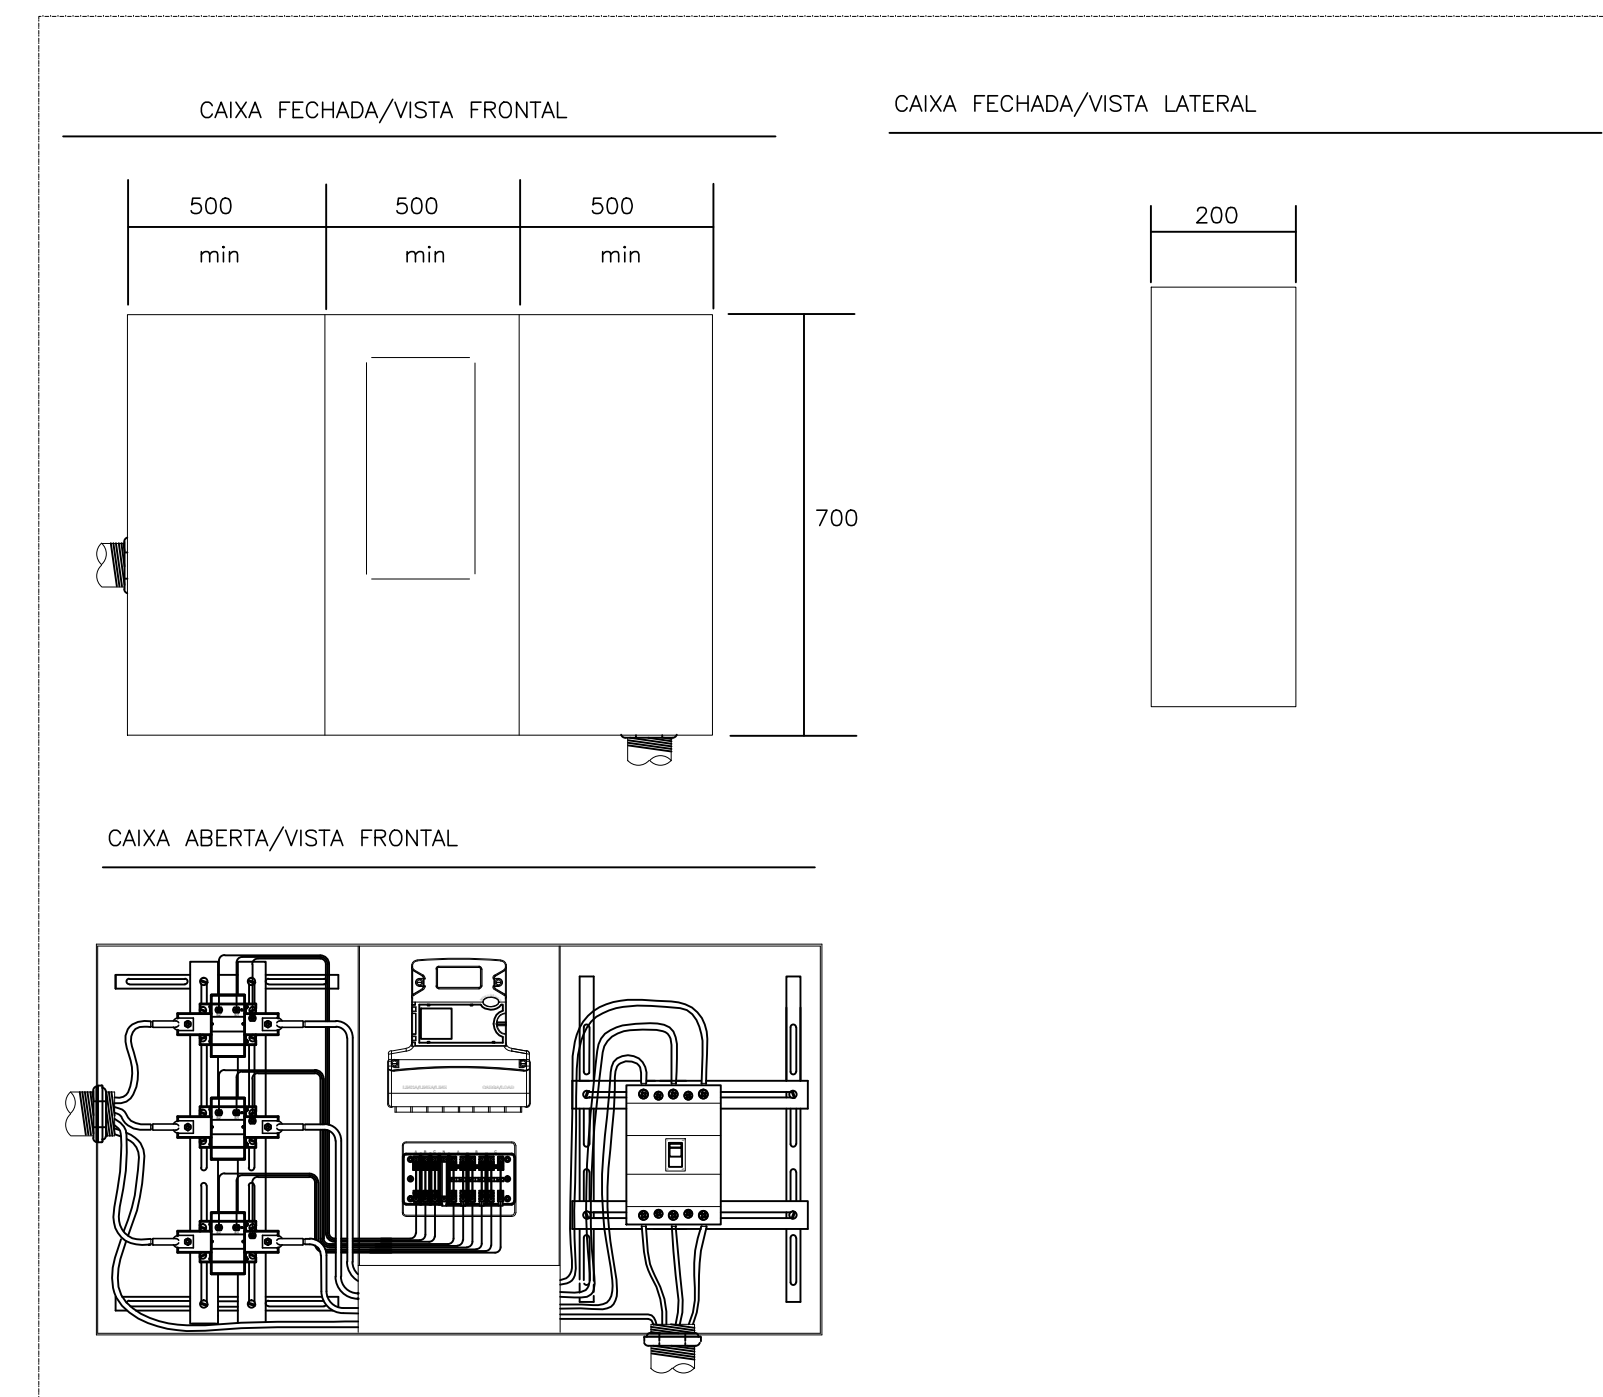 CAIXA FECHADA/VISTA FRONTAL
CAIXA FECHADA/VISTA LATERAL
500 500 500
min min min
200
700
CAIXA ABERTA/VISTA FRONTAL